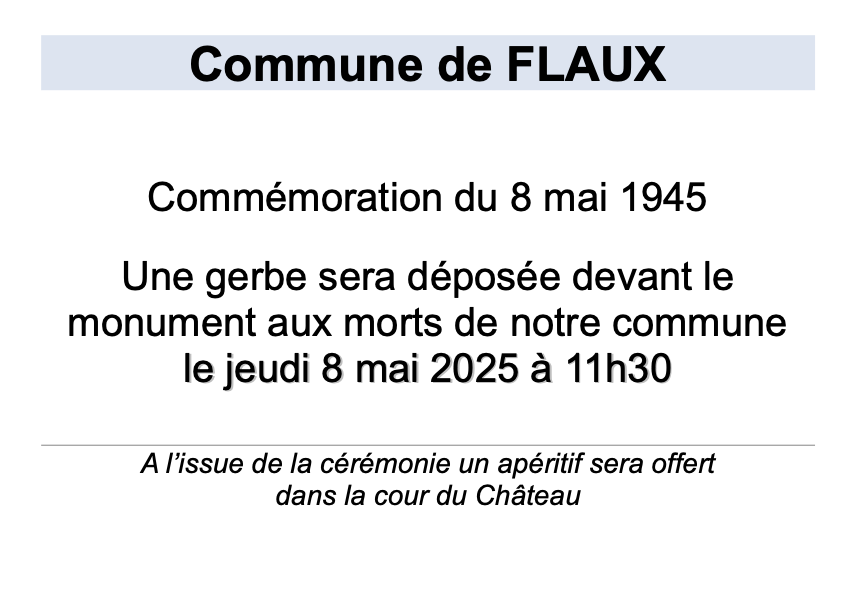 Commune de FLAUX
Commémoration du 8 mai 1945
Une gerbe sera déposée devant le
monument aux morts de notre commune
le jeudi 8 mai 2025 à 11h30
A l’issue de la cérémonie un apéritif sera offert
dans la cour du Château